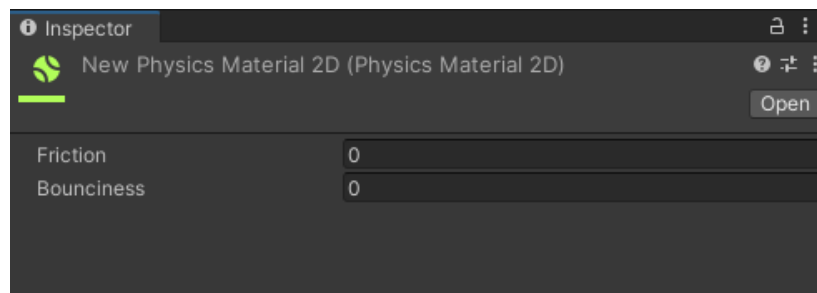 Inspector
New Physics Material 2D (Physics Material 2D)
Open
Friction 0
Bounciness 0